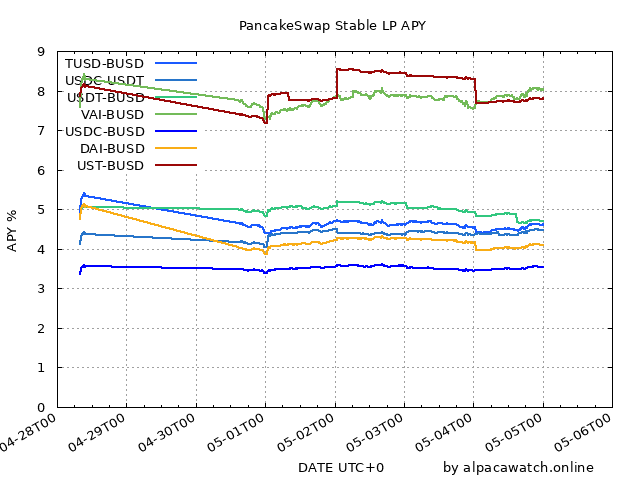 PancakeSwap Stable LP APY
9
8
7
6
5
4
3
2
1
0
APY %
TUSD-BUSD
USDC-USDT
USDT-BUSD
VAI-BUSD
USDC-BUSD
DAI-BUSD
UST-BUSD
04-28T00
04-29T00
04-30T00
05-01T00
05-02T00
05-03T00
05-04T00
05-05T00
05-06T00
DATE UTC+0
by alpacawatch.online